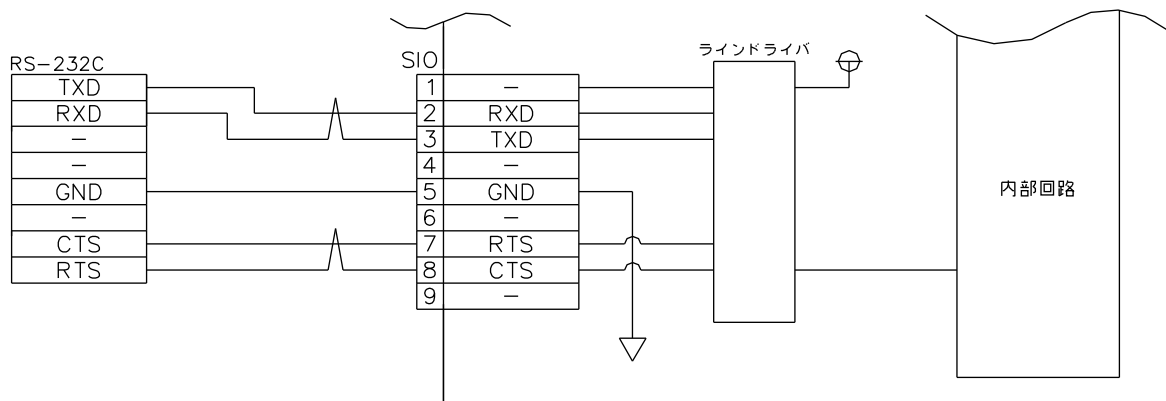 RS-232C
TXD
RXD
-
-
GND
-
CTS
RTS
SIO
1 -
2 RXD
3 TXD
4 -
5 GND
6 -
7 RTS
8 CTS
9 -
ラインドライバ
内部回路